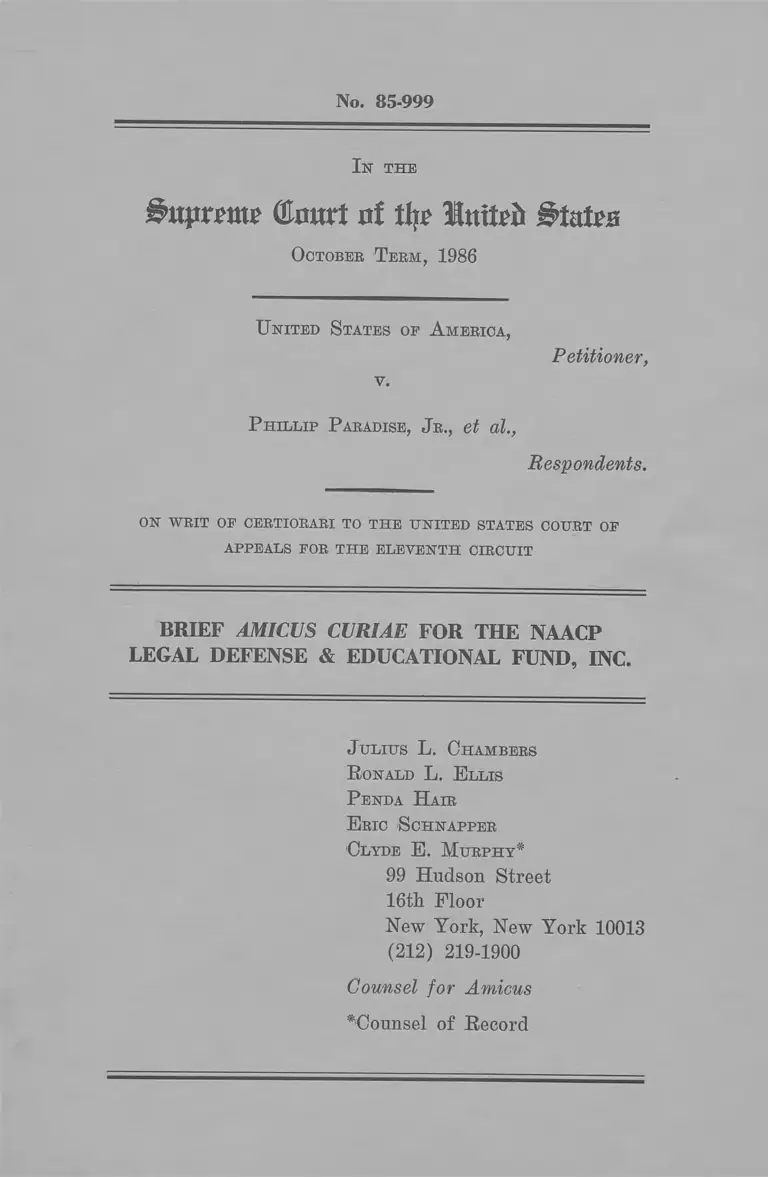 No. 85-999
In the
Supreme Court of the United States
October Term, 1986
United States of America,
Petitioner,
v.
Phillip Paradise, Jr., et al.,
Respondents.
ON WRIT OF CERTIORARI TO THE UNITED STATES COURT OF
APPEALS FOR THE ELEVENTH CIRCUIT
BRIEF AMICUS CURIAE FOR THE NAACP
LEGAL DEFENSE & EDUCATIONAL FUND, INC.
Julius L. Chambers
Ronald L. Ellis
Penda Hair
Eric Schnapper
Clyde E. Murphy*
99 Hudson Street
16th Floor
New York, New York 10013
(212) 219-1900
Counsel for Amicus
*Counsel of Record